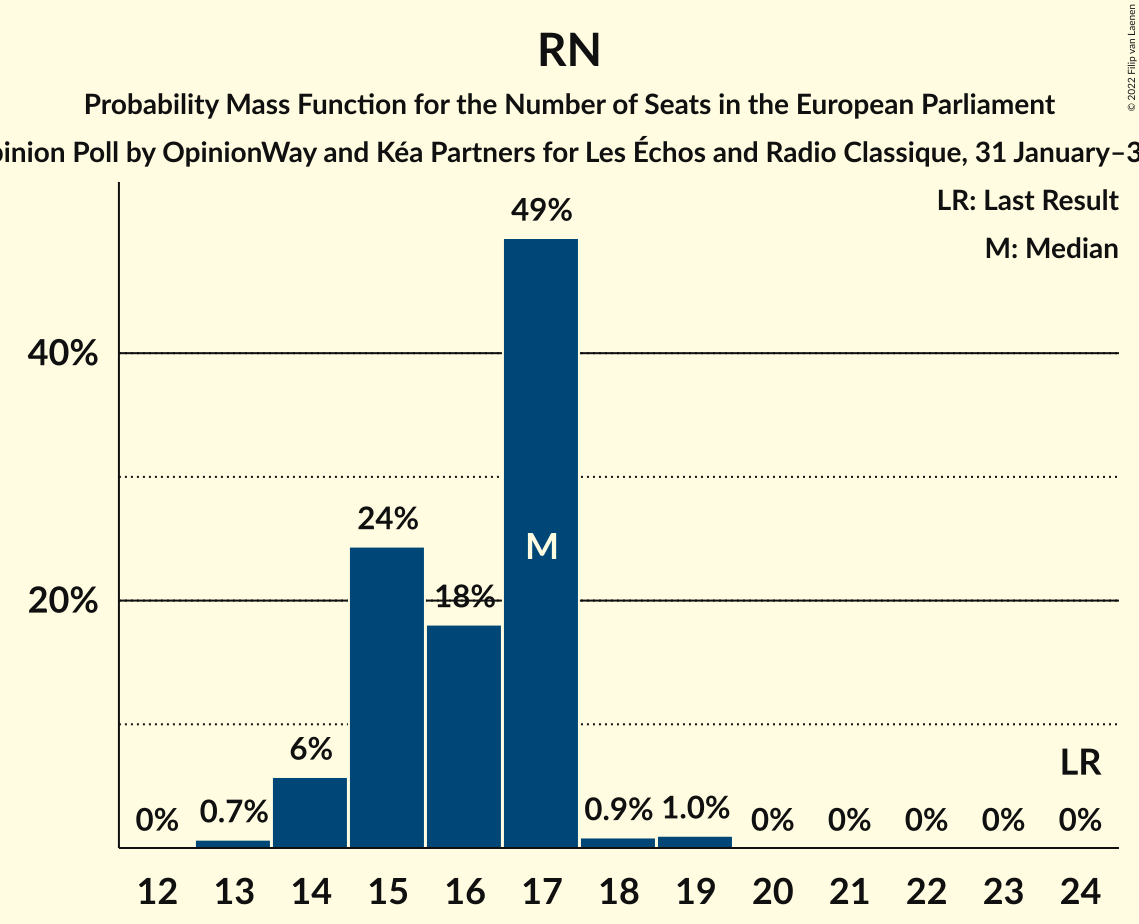 RN
Probability Mass Function for the Number of Seats in the European Parliament
Opinion Poll by OpinionWay and Kéa Partners for Les Échos and Radio Classique, 31 January–3
© 2022 Filip van Laenen
LR: Last Result
M: Median
49%
40%
24%
M
20%
18%
6%
LR
0%
0.7%
0.9%
1.0%
0%
0%
0%
0%
0%
12 13 14 15 16 17 18 19 20 21 22 23 24